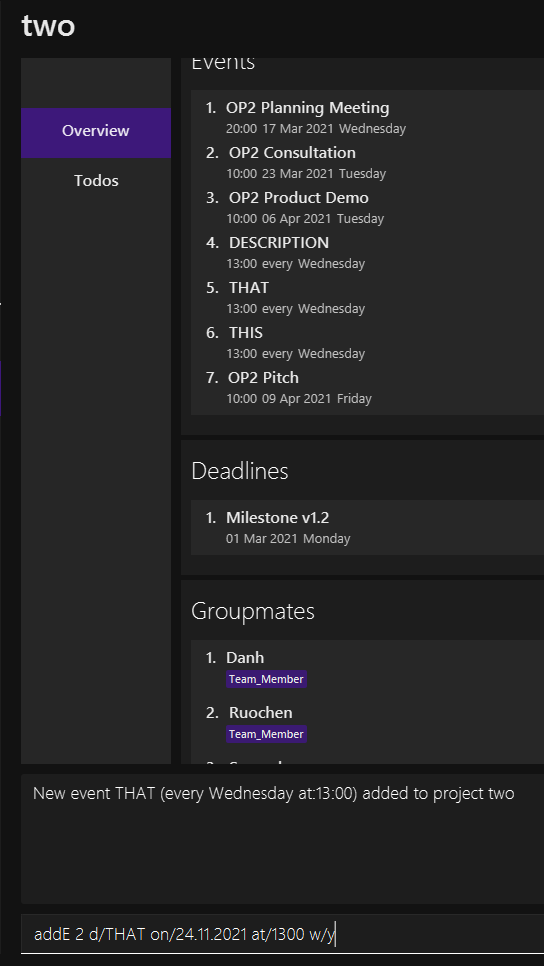 two
Events
Overview
Todos
1. OP2 Planning Meeting
20:00 17 Mar 2021 Wednesday
2. OP2 Consultation
10:00 23 Mar 2021 Tuesday
3. OP2 Product Demo
10:00 06 Apr 2021 Tuesday
4. DESCRIPTION
13:00 every Wednesday
5. THAT
13:00 every Wednesday
6. THIS
13:00 every Wednesday
7. OP2 Pitch
10:00 09 Apr 2021 Friday
Deadlines
1. Milestone v1.2
01 Mar 2021 Monday
Groupmates
1. Danh
Team_Member
2. Ruochen
Team_Member
New event THAT (every Wednesday at:13:00) added to project two
addE 2 d/THAT on/24.11.2021 at/1300 w/y